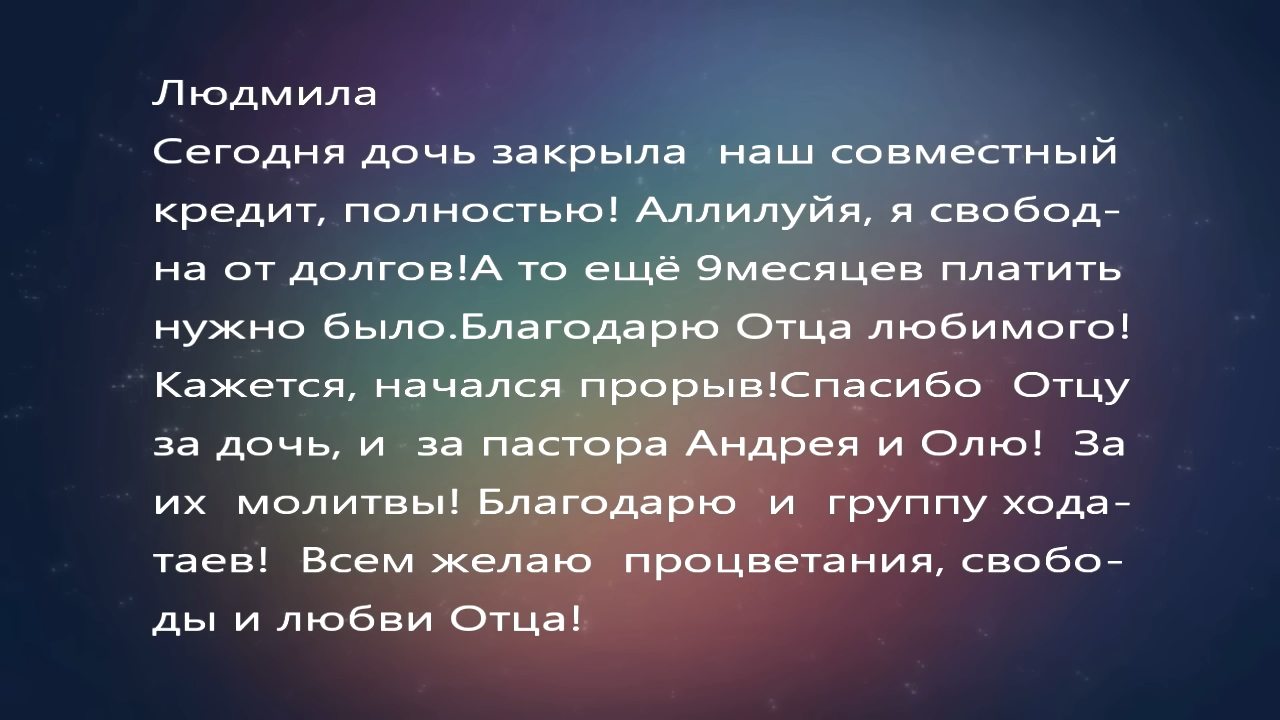 Людмила
Сегодня дочь закрыла  наш совместный
кредит, полностью! Аллилуйя, я свобод-
на от долгов!А то ещё 9месяцев платить
нужно было.Благодарю Отца любимого!
Кажется, начался прорыв!Спасибо  Отцу
за дочь, и  за пастора Андрея и Олю!  За
их  молитвы! Благодарю  и  группу хода-
таев!  Всем желаю  процветания, свобо-
ды и любви Отца!